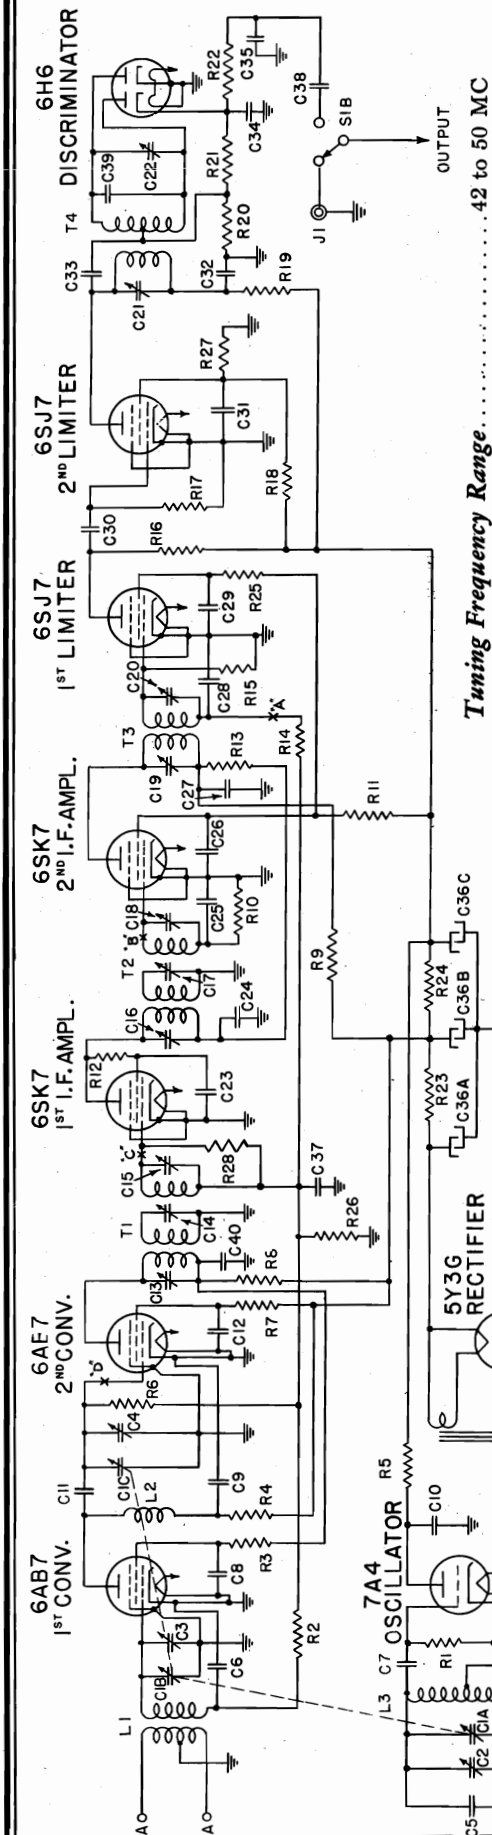 6AB7
1ST CONV.
6AE7
2ND CONV.
6SK7
1ST I.F. AMPL.
6SK7
2ND I.F. AMPL.
6SJ7
1ST LIMITER
6SJ7
2ND LIMITER
6H6
DISCRIMINATOR
A
A
L1
C1B
C3
C6
C8
R3
R2
C11
L2
C1C
C4
R6
"D"
C9
R4
C12
R7
C13
R6
C40
T1
C14
C15
"C"
R28
C37
R26
R12
C23
C16
C24
T2
C17
"B"
C18
C25
R10
C26
R9
C19
T3
C20
R13
C27
R14
"A"
R15
C28
C29
R25
R11
C30
R16
R17
R18
C31
R27
C21
C33
C32
R19
T4
C39
C22
R20
R21
C34
R22
C35
C38
S1B
J1
OUTPUT
7A4
OSCILLATOR
C5
C2
C1A
L3
C7
R1
C10
R5
5Y3G
RECTIFIER
R23
R24
C36A
C36B
C36C
Tuning Frequency Range..............42 to 50 MC